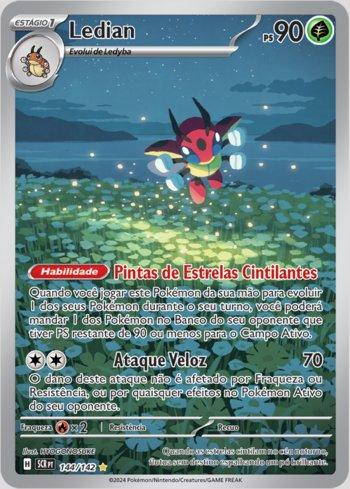 ESTÁGIO 1
Ledian
PS 90
Evolui de Ledyba
Habilidade Pintas de Estrelas Cintilantes
Quando você jogar este Pokémon da sua mão para evoluir
1 dos seus Pokémon durante o seu turno, você poderá
mandar 1 dos Pokémon no Banco do seu oponente que
tiver PS restante de 90 ou menos para o Campo Ativo.
Ataque Veloz 70
O dano deste ataque não é afetado por Fraqueza ou
Resistência, ou por quaisquer efeitos no Pokémon Ativo
do seu oponente.
Fraqueza x2 Resistência Recuo
Ilust. HYOGONOSUKE
H SCR PT 144/142
Quando as estrelas cintilam no céu noturno,
flutua sem destino espalhando um pó brilhante.
©2024 Pokémon/Nintendo/Creatures/GAME FREAK